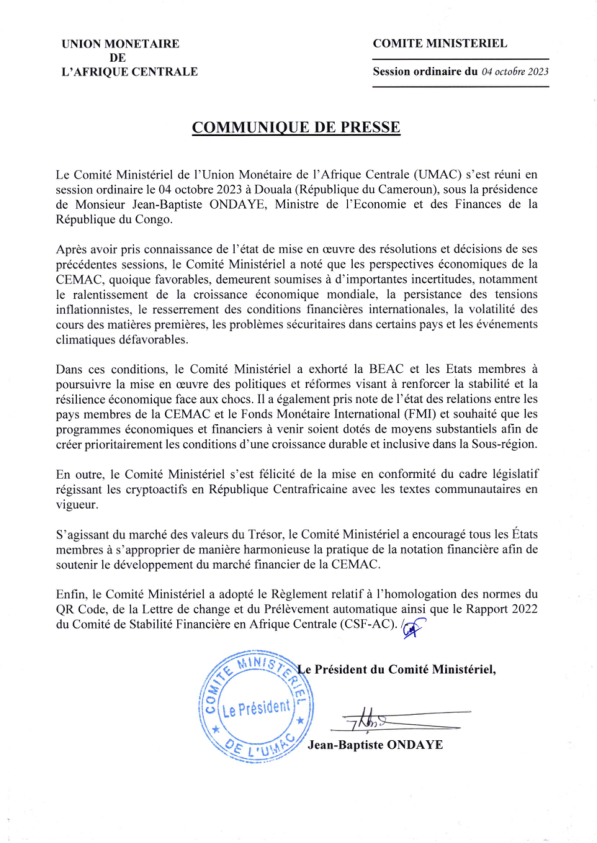 UNION MONETAIRE
DE
L'AFRIQUE CENTRALE
COMITE MINISTERIEL
Session ordinaire du 04 octobre 2023
COMMUNIQUE DE PRESSE
Le Comité Ministériel de l'Union Monétaire de l'Afrique Centrale (UMAC) s'est réuni en
session ordinaire le 04 octobre 2023 à Douala (République du Cameroun), sous la présidence
de Monsieur Jean-Baptiste ONDAYE, Ministre de l'Economie et des Finances de la
République du Congo.
Après avoir pris connaissance de l'état de mise en œuvre des résolutions et décisions de ses
précédentes sessions, le Comité Ministériel a noté que les perspectives économiques de la
CEMAC, quoique favorables, demeurent soumises à d'importantes incertitudes, notamment
le ralentissement de la croissance économique mondiale, la persistance des tensions
inflationnistes, le resserrement des conditions financières internationales, la volatilité des
cours des matières premières, les problèmes sécuritaires dans certains pays et les événements
climatiques défavorables.
Dans ces conditions, le Comité Ministériel a exhorté la BEAC et les Etats membres à
poursuivre la mise en œuvre des politiques et réformes visant à renforcer la stabilité et la
résilience économique face aux chocs. Il a également pris note de l'état des relations entre les
pays membres de la CEMAC et le Fonds Monétaire International (FMI) et souhaité que les
programmes économiques et financiers à venir soient dotés de moyens substantiels afin de
créer prioritairement les conditions d'une croissance durable et inclusive dans la Sous-région.
En outre, le Comité Ministériel s'est félicité de la mise en conformité du cadre législatif
régissant les cryptoactifs en République Centrafricaine avec les textes communautaires en
vigueur.
S'agissant du marché des valeurs du Trésor, le Comité Ministériel a encouragé tous les États
membres à s'approprier de manière harmonieuse la pratique de la notation financière afin de
soutenir le développement du marché financier de la CEMAC.
Enfin, le Comité Ministériel a adopté le Règlement relatif à l'homologation des normes du
QR Code, de la Lettre de change et du Prélèvement automatique ainsi que le Rapport 2022
du Comité de Stabilité Financière en Afrique Centrale (CSF-AC). /
Le Président du Comité Ministériel,
COMITE MINISTERIEL
Le Président
DE L'UMAC
Jean-Baptiste ONDAYE